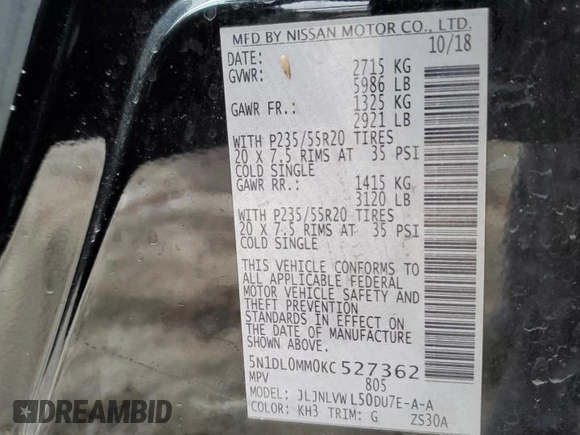 MFD BY NISSAN MOTOR CO., LTD.
DATE: 10/18
GVWR: 2715 KG
5986 LB
GAWR FR.: 1325 KG
2921 LB
WITH P235/55R20 TIRES
20 X 7.5 RIMS AT 35 PSI
COLD SINGLE
GAWR RR.: 1415 KG
3120 LB
WITH P235/55R20 TIRES
20 X 7.5 RIMS AT 35 PSI
COLD SINGLE
THIS VEHICLE CONFORMS TO
ALL APPLICABLE FEDERAL
MOTOR VEHICLE SAFETY AND
THEFT PREVENTION
STANDARDS IN EFFECT ON
THE DATE OF MANUFACTURE
SHOWN ABOVE.
5N1DL0MM0KC527362
MPV 805
MODEL: JLJNLVW L50DU7E-A-A
COLOR: KH3 TRIM: G ZS30A
DIDIP.COM